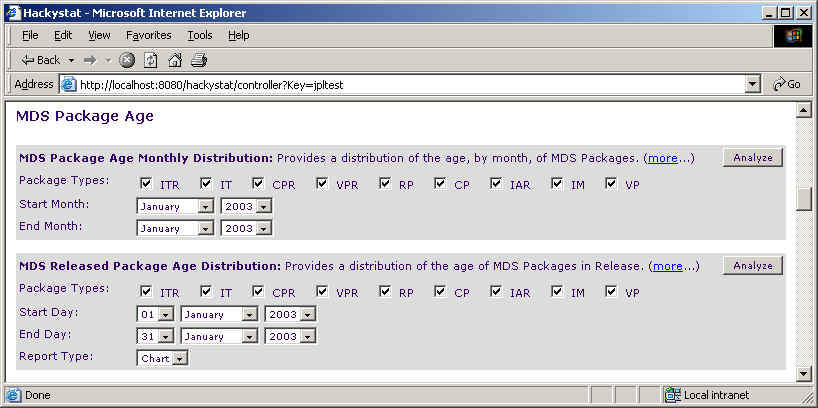 Hackystat - Microsoft Internet Explorer
File Edit View Favorites Tools Help
Back
Address http://localhost:8080/hackystat/controller?Key=jpltest Go
MDS Package Age
MDS Package Age Monthly Distribution: Provides a distribution of the age, by month, of MDS Packages. (more...) Analyze
Package Types: ITR IT CPR VPR RP CP IAR IM VP
Start Month: January 2003
End Month: January 2003
MDS Released Package Age Distribution: Provides a distribution of the age of MDS Packages in Release. (more...) Analyze
Package Types: ITR IT CPR VPR RP CP IAR IM VP
Start Day: 01 January 2003
End Day: 31 January 2003
Report Type: Chart
Done Local intranet